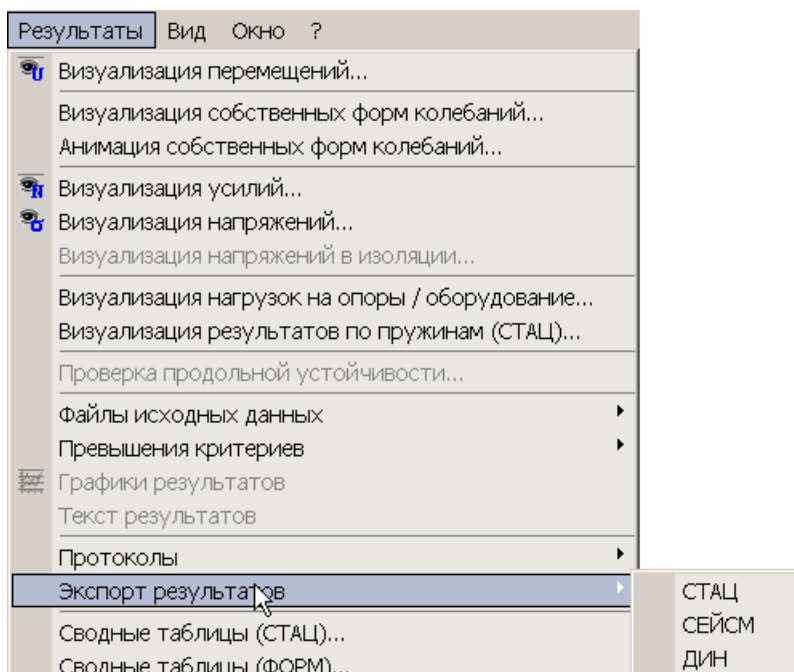 Результаты Вид Окно ?
Визуализация перемещений...
Визуализация собственных форм колебаний...
Анимация собственных форм колебаний...
Визуализация усилий...
Визуализация напряжений...
Визуализация напряжений в изоляции...
Визуализация нагрузок на опоры / оборудование...
Визуализация результатов по пружинам (СТАЦ)...
Проверка продольной устойчивости...
Файлы исходных данных
Превышения критериев
Графики результатов
Текст результатов
Протоколы
Экспорт результатов
СТАЦ
СЕЙСМ
ДИН
Сводные таблицы (СТАЦ)...
Сводные таблицы (ФОРМ)...